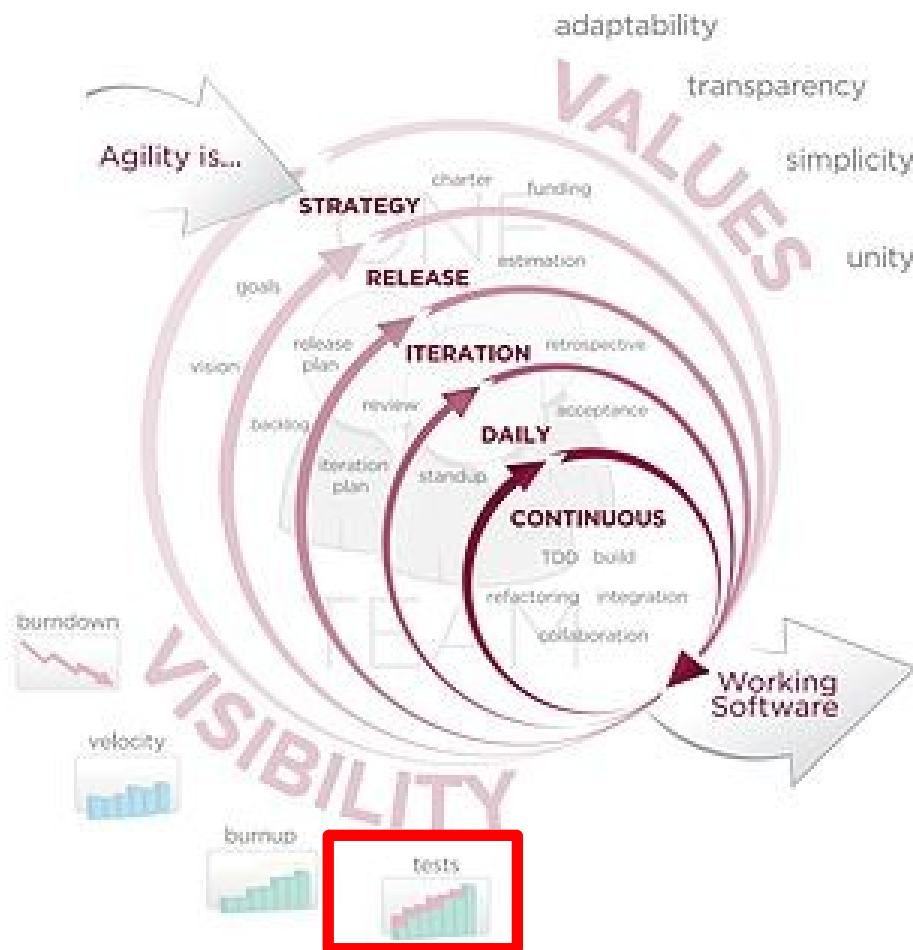 adaptability
transparency
VALUES
simplicity
unity
Agility is...
charter
funding
STRATEGY
ONE
estimation
goals
RELEASE
release
plan
retrospective
vision
ITERATION
review
acceptance
backlog
DAILY
iteration
plan
standup
CONTINUOUS
TDD build
refactoring integration
TEAM
collaboration
burndown
VISIBILITY
Working
Software
velocity
burnup
tests